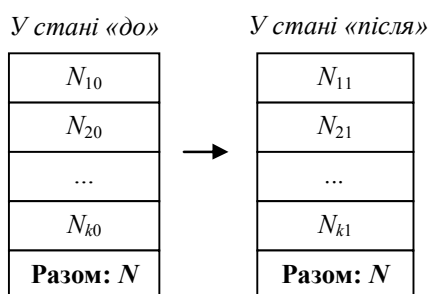 У стані «до» У стані «після»
N₁₀ N₁₁
N₂₀ N₂₁
... ...
Nₖ₀ Nₖ₁
Разом: N Разом: N